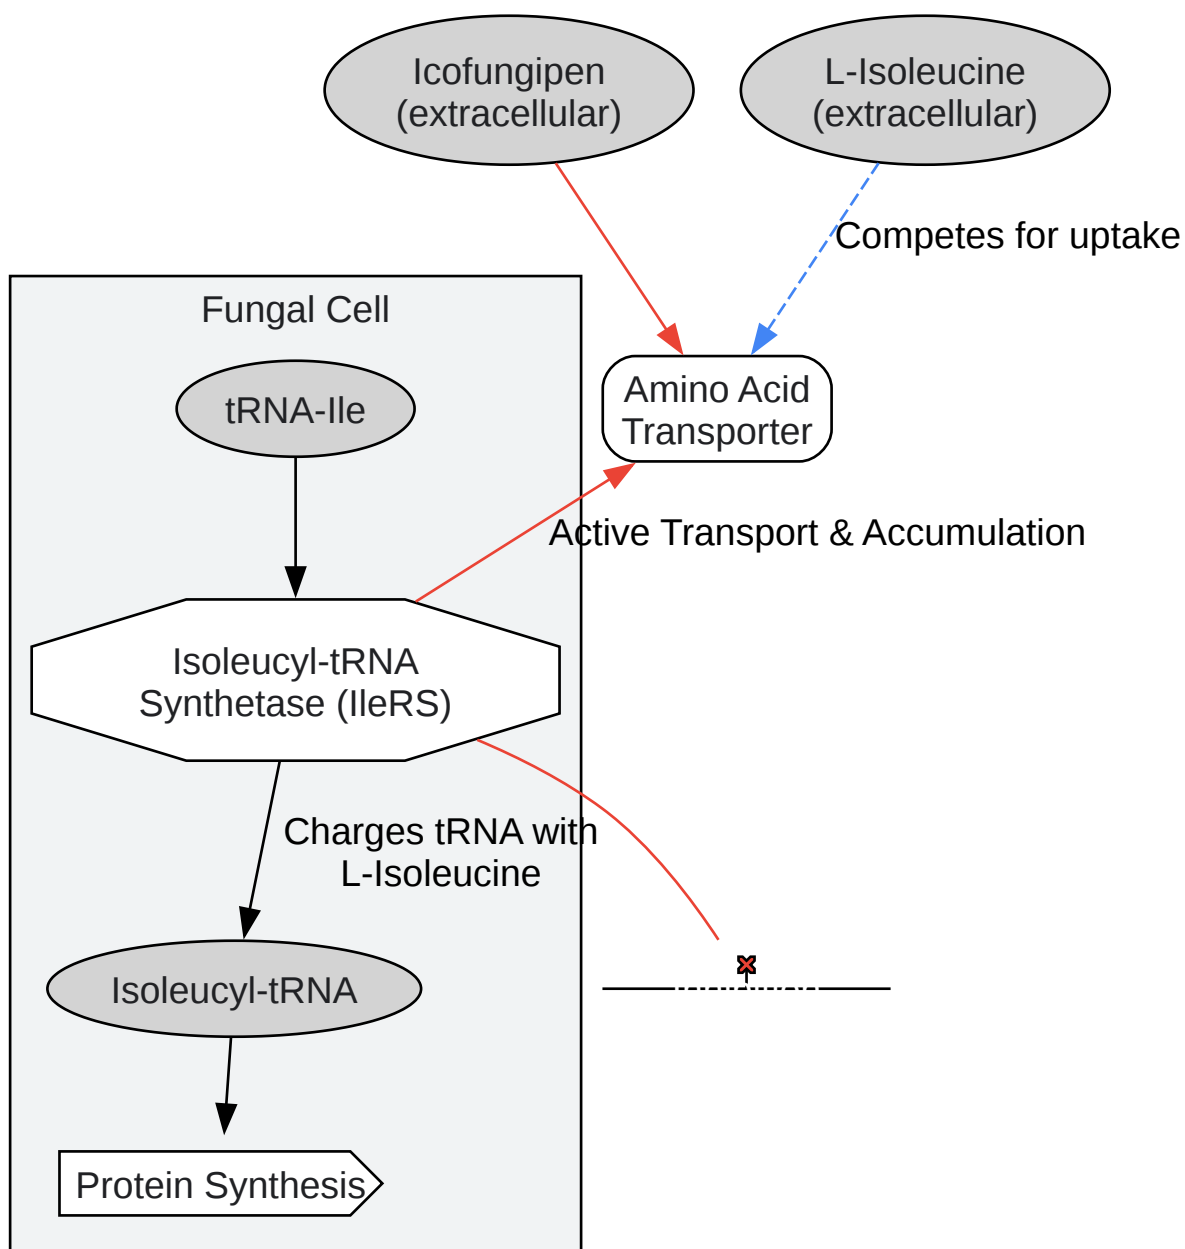 Icofungipen
(extracellular)
L-Isoleucine
(extracellular)
Competes for uptake
Fungal Cell
tRNA-Ile
Amino Acid
Transporter
Active Transport & Accumulation
Isoleucyl-tRNA
Synthetase (IleRS)
Charges tRNA with
L-Isoleucine
Isoleucyl-tRNA
Protein Synthesis